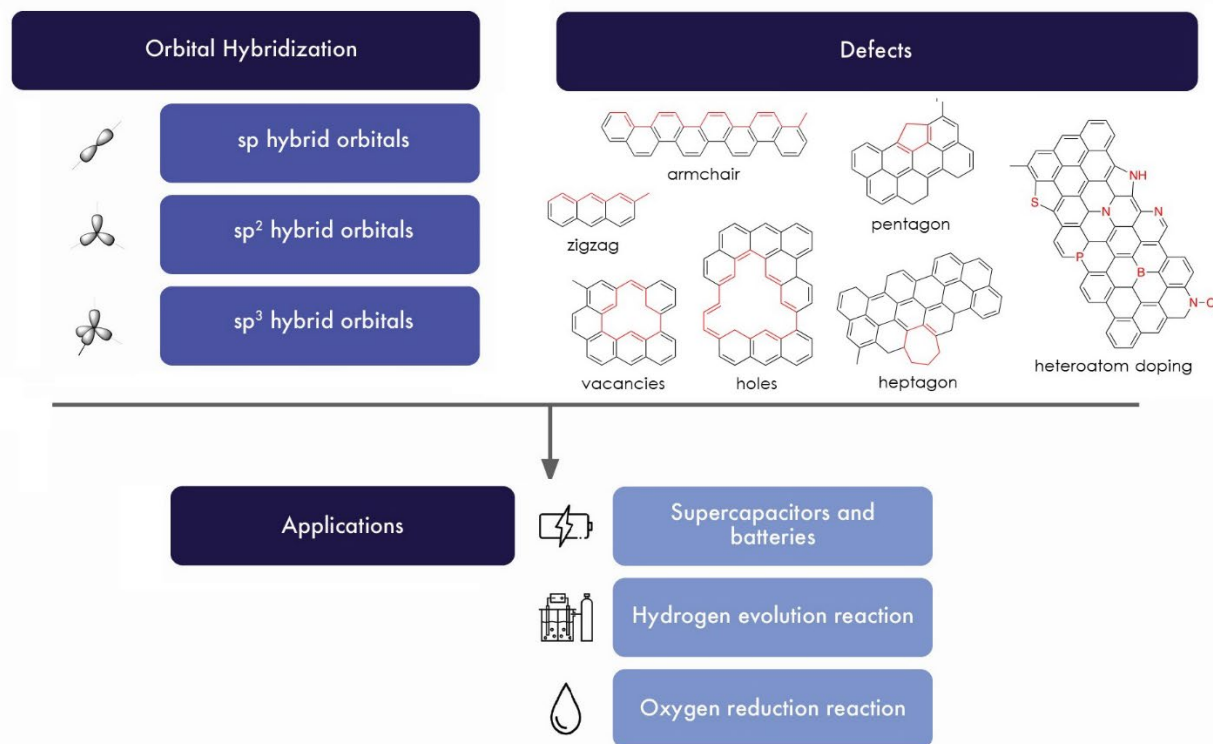 Orbital Hybridization
sp hybrid orbitals
sp² hybrid orbitals
sp³ hybrid orbitals
Defects
armchair
pentagon
zigzag
vacancies
holes
heptagon
S
NH
N
N
P
B
N-O
heteroatom doping
Applications
Supercapacitors and
batteries
Hydrogen evolution reaction
Oxygen reduction reaction